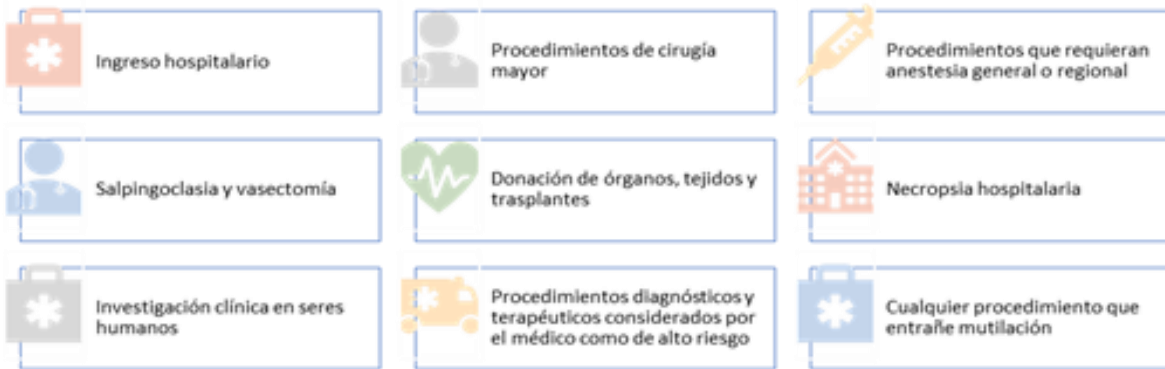 Ingreso hospitalario
Procedimientos de cirugía
mayor
Procedimientos que requieran
anestesia general o regional
Salpingoclasia y vasectomía
Donación de órganos, tejidos y
trasplantes
Necropsia hospitalaria
Investigación clínica en seres
humanos
Procedimientos diagnósticos y
terapéuticos considerados por
el médico como de alto riesgo
Cualquier procedimiento que
entrañe mutilación